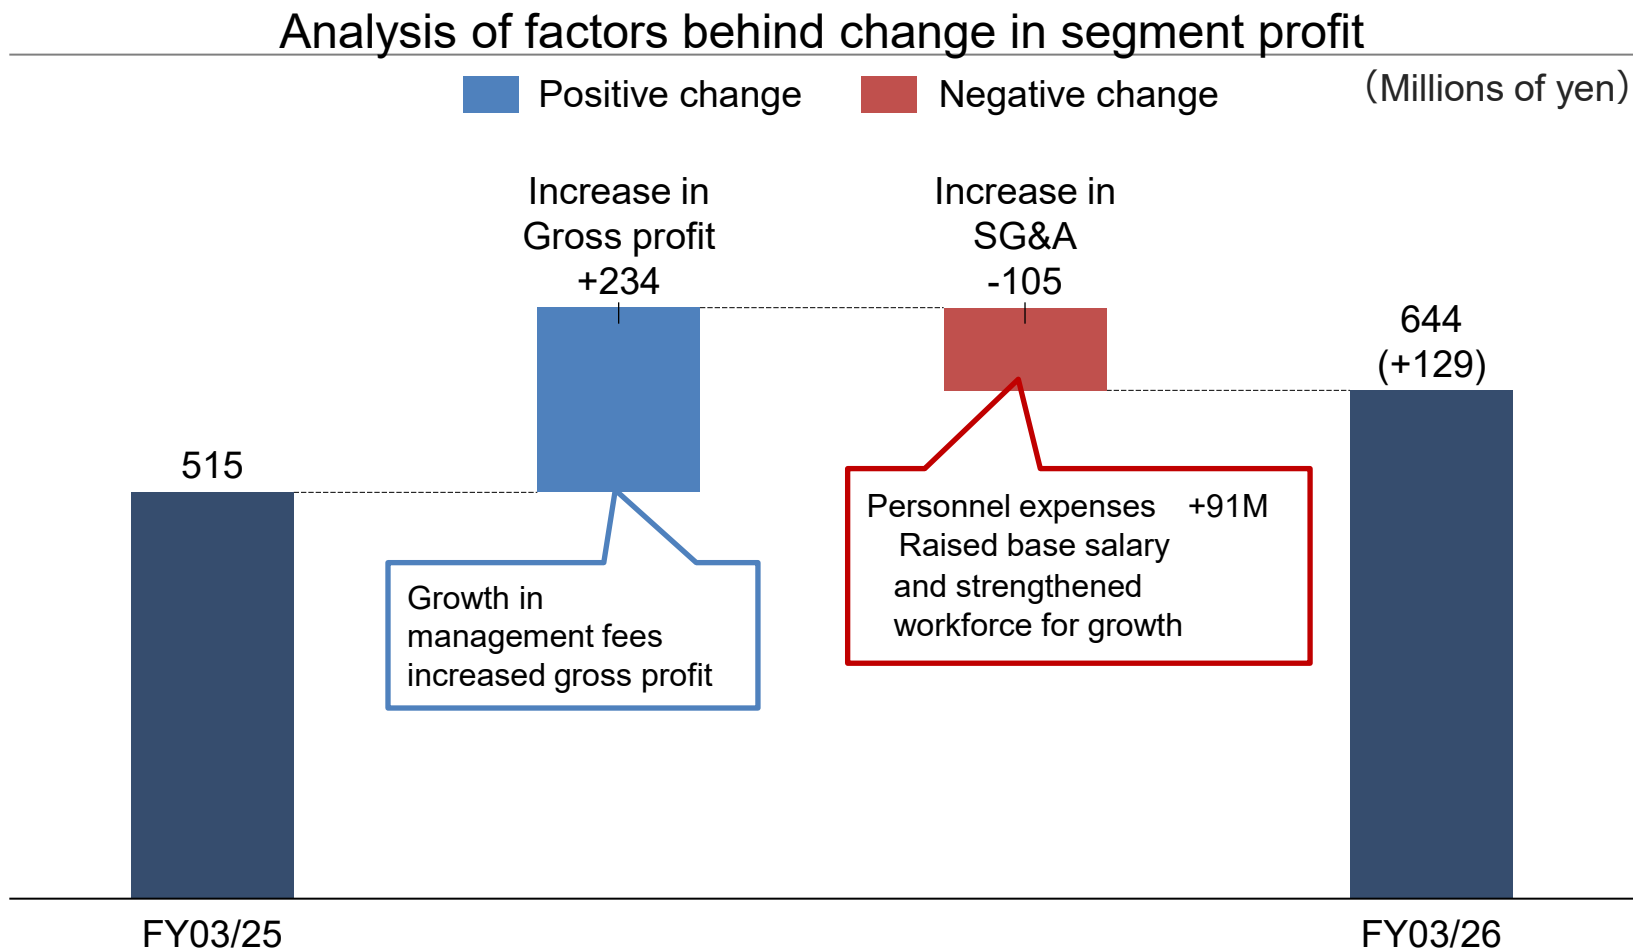 Analysis of factors behind change in segment profit
Positive change
Negative change
（Millions of yen）
Increase in
Gross profit
+234
Increase in
SG&A
-105
644
(+129)
515
Personnel expenses +91M
Raised base salary
and strengthened
workforce for growth
Growth in
management fees
increased gross profit
FY03/25
FY03/26